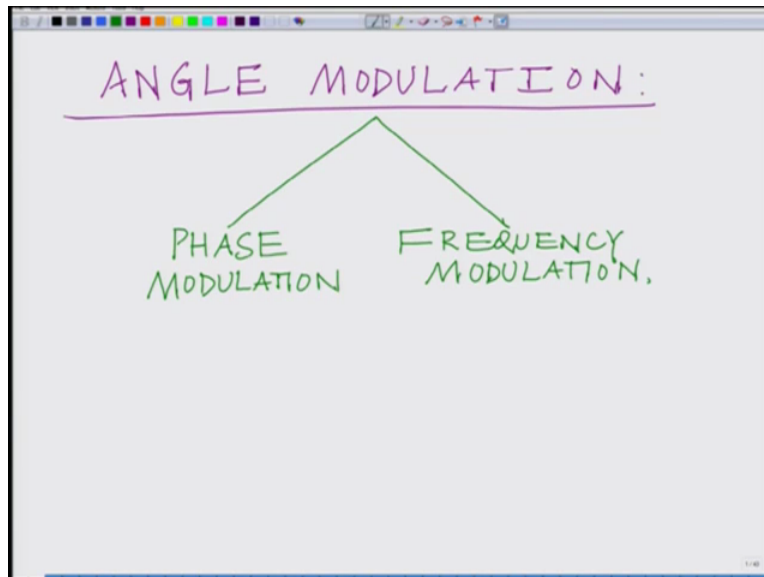 ANGLE MODULATION:
PHASE
MODULATION
FREQUENCY
MODULATION.